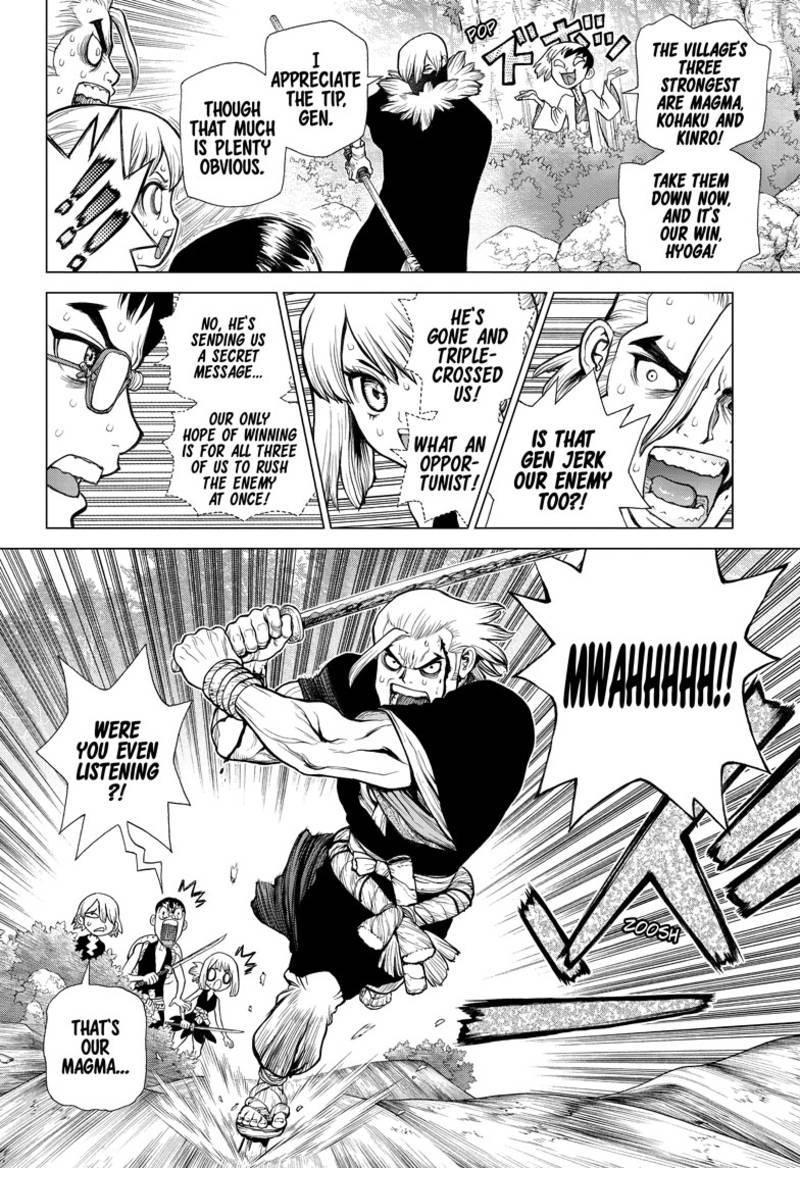 THE VILLAGE'S
THREE
STRONGEST
ARE MAGMA,
KOHAKU AND
KINRO!
TAKE THEM
DOWN NOW,
AND IT'S
OUR WIN,
HYOGA!
POP
ズボッ
I
APPRECIATE
THE TIP,
GEN.
THOUGH
THAT MUCH
IS PLENTY
OBVIOUS.
!!!
IS THAT
GEN JERK
OUR ENEMY
TOO?!
HE'S
GONE AND
TRIPLE-
CROSSED
US!
WHAT AN
OPPOR-
TUNIST!
NO, HE'S
SENDING US
A SECRET
MESSAGE...
OUR ONLY
HOPE OF WINNING
IS FOR ALL THREE
OF US TO RUSH
THE ENEMY
AT ONCE!
MWAHHHHH!!
ZOOSH
WERE
YOU EVEN
LISTENING
?!
THAT'S
OUR
MAGMA...